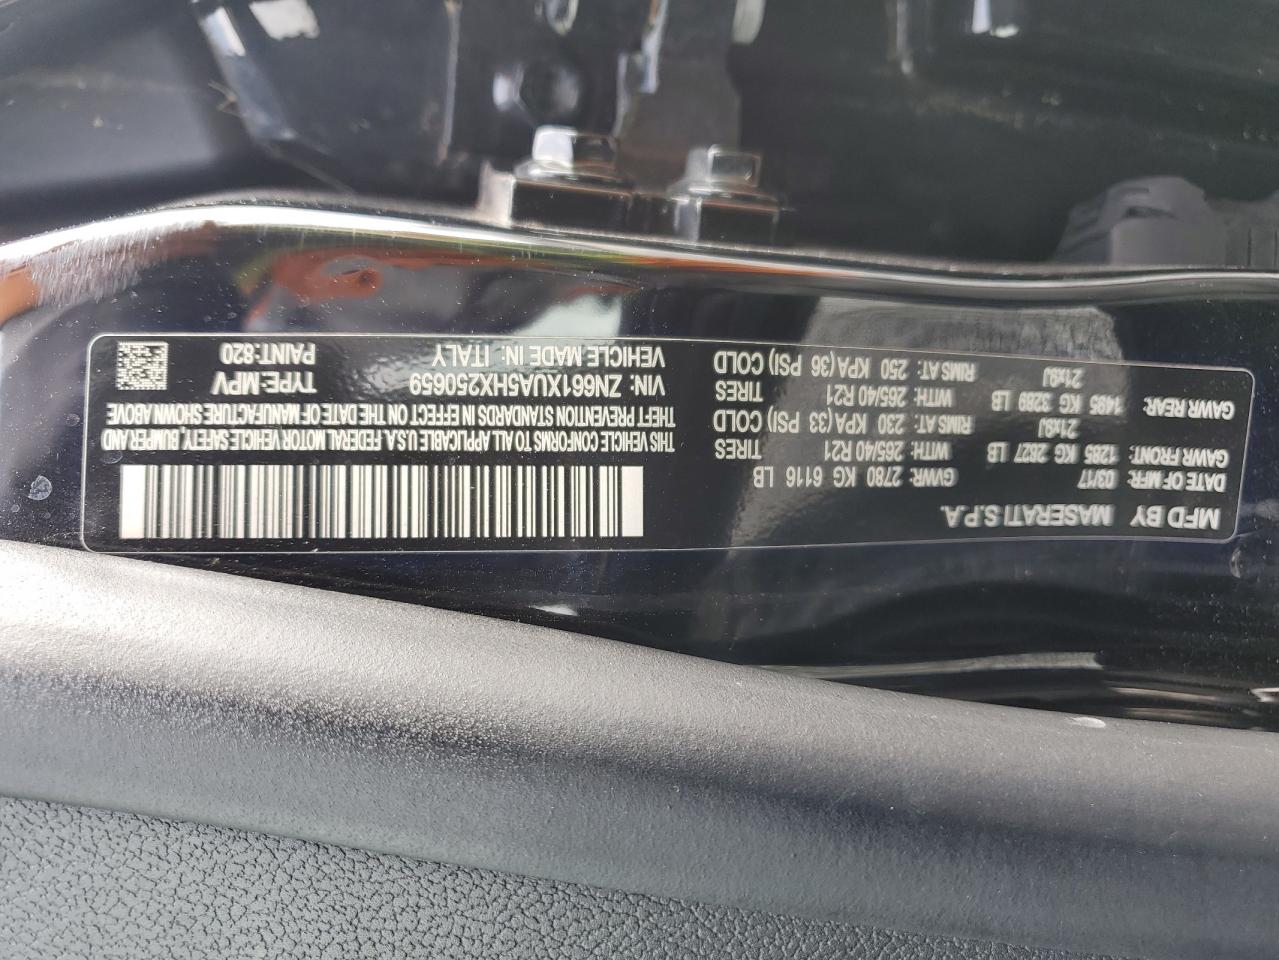 MFD BY MASERATI S.P.A.
DATE OF MFR: 03/17 GVWR: 2780 KG 6116 LB
GAWR FRONT: 1285 KG 2827 LB WITH: 265/40 R21 TIRES
21x9J RIMS AT: 230 KPA (33 PSI) COLD
GAWR REAR: 1495 KG 3289 LB WITH: 265/40 R21 TIRES
21x9J RIMS AT: 250 KPA (36 PSI) COLD
THIS VEHICLE CONFORMS TO ALL APPLICABLE U.S.A. FEDERAL MOTOR VEHICLE SAFETY, BUMPER AND
THEFT PREVENTION STANDARDS IN EFFECT ON THE DATE OF MANUFACTURE SHOWN ABOVE
VIN: ZN661XUA5HX250659 TYPE: MPV
VEHICLE MADE IN: ITALY PAINT: 820